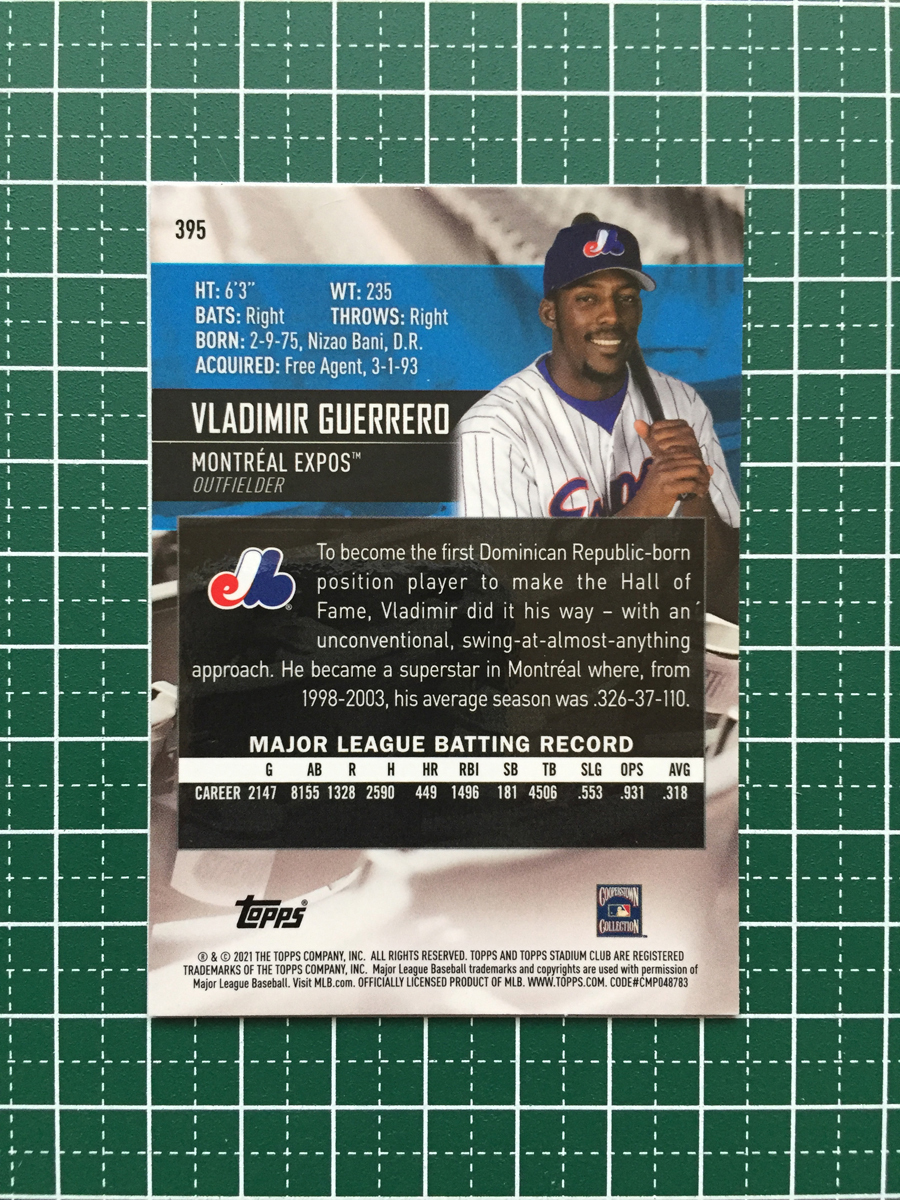 395
HT: 6'3" WT: 235
BATS: Right THROWS: Right
BORN: 2-9-75, Nizao Bani, D.R.
ACQUIRED: Free Agent, 3-1-93
VLADIMIR GUERRERO
MONTRÉAL EXPOS™
OUTFIELDER
Expos
To become the first Dominican Republic-born
position player to make the Hall of
Fame, Vladimir did it his way – with an
unconventional, swing-at-almost-anything
approach. He became a superstar in Montréal where, from
1998-2003, his average season was .326-37-110.
MAJOR LEAGUE BATTING RECORD
G AB R H HR RBI SB TB SLG OPS AVG
CAREER 2147 8155 1328 2590 449 1496 181 4506 .553 .931 .318
topps®
COOPERSTOWN
COLLECTION™
® & © 2021 THE TOPPS COMPANY, INC. ALL RIGHTS RESERVED. TOPPS AND TOPPS STADIUM CLUB ARE REGISTERED
TRADEMARKS OF THE TOPPS COMPANY, INC. Major League Baseball trademarks and copyrights are used with permission of
Major League Baseball. Visit MLB.com. OFFICIALLY LICENSED PRODUCT OF MLB. WWW.TOPPS.COM. CODE#CMP048783